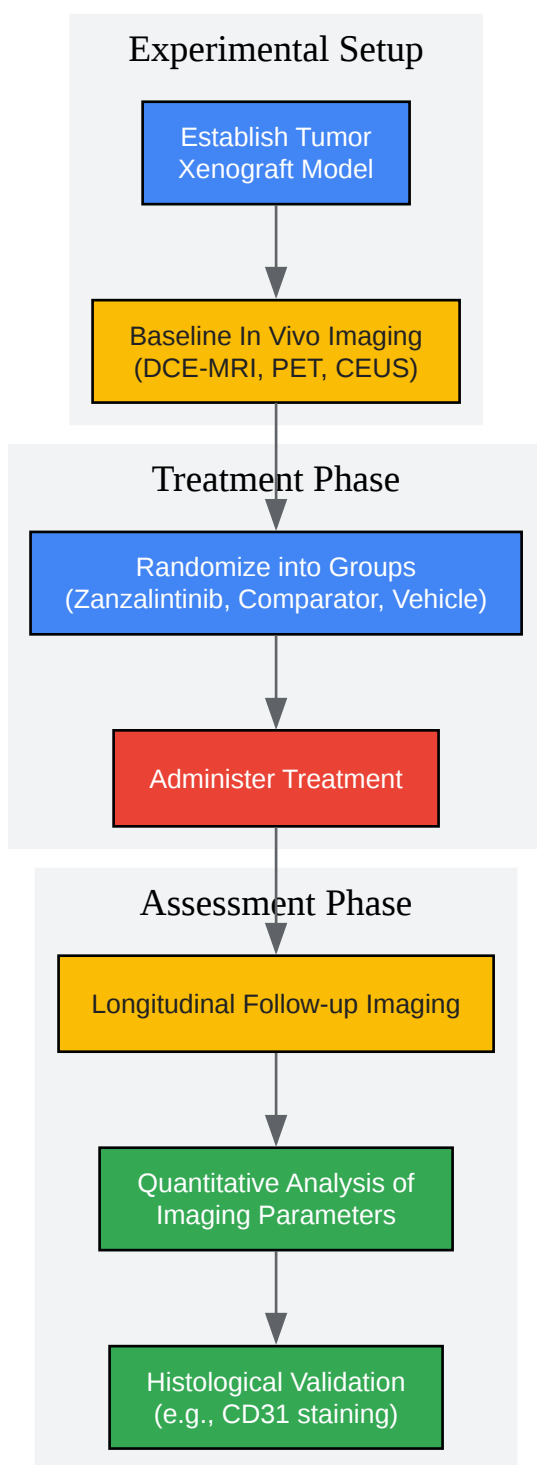 Experimental Setup
Establish Tumor
Xenograft Model
Baseline In Vivo Imaging
(DCE-MRI, PET, CEUS)
Treatment Phase
Randomize into Groups
(Zanzalintinib, Comparator, Vehicle)
Administer Treatment
Assessment Phase
Longitudinal Follow-up Imaging
Quantitative Analysis of
Imaging Parameters
Histological Validation
(e.g., CD31 staining)